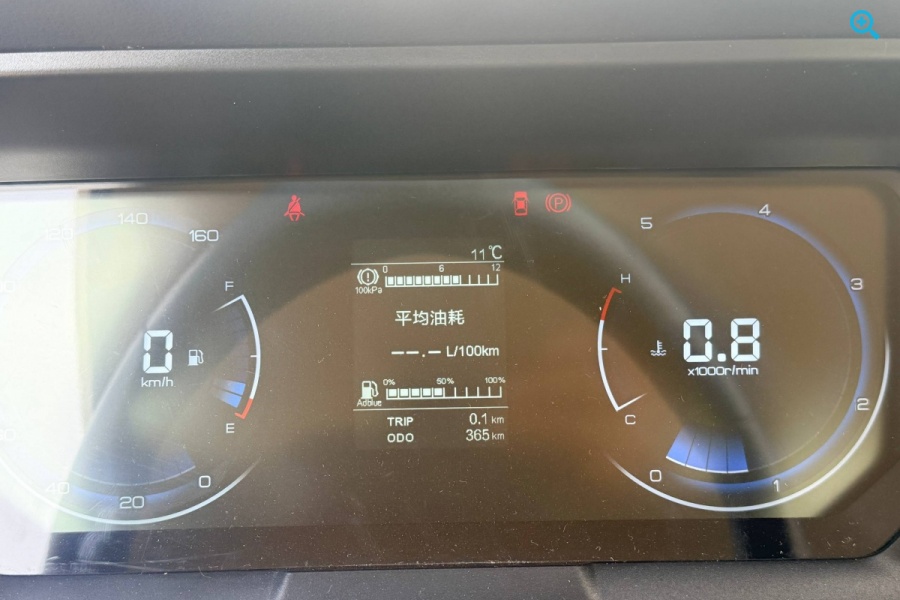 11℃
0 6 12
100kPa
平均油耗
--.- L/100km
0% 50% 100%
Adblue
TRIP 0.1 km
ODO 365 km
140
160
F
0
km/h
E
0
20
40
P
5
4
3
2
1
0
H
0.8
x1000r/min
C